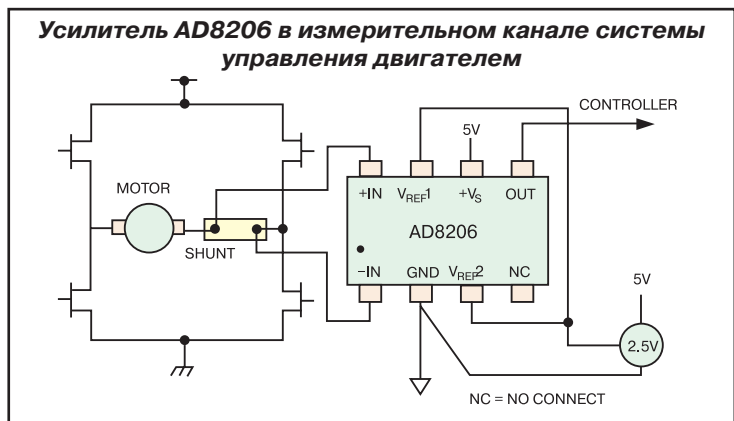 Усилитель AD8206 в измерительном канале системы
управления двигателем
CONTROLLER
5V
MOTOR
+IN VREF1 +VS OUT
AD8206
SHUNT
–IN GND VREF2 NC
5V
2.5V
NC = NO CONNECT